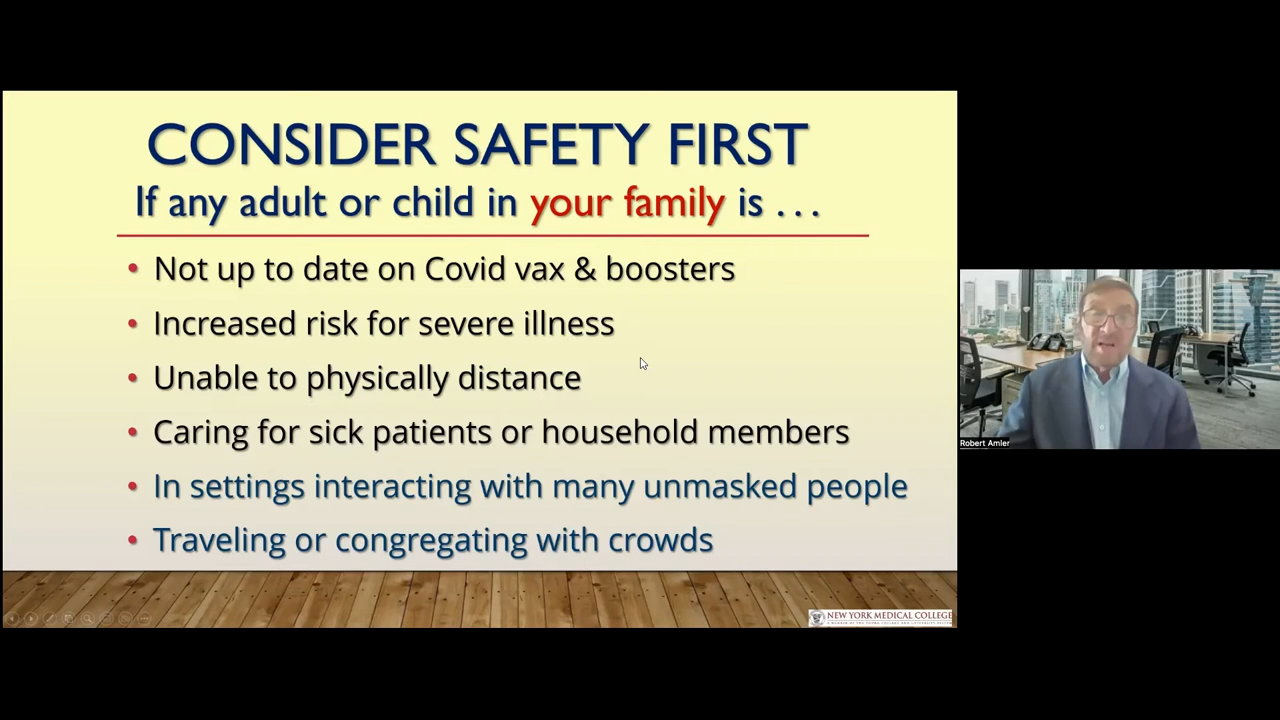 CONSIDER SAFETY FIRST
If any adult or child in your family is . . .
• Not up to date on Covid vax & boosters
• Increased risk for severe illness
• Unable to physically distance
• Caring for sick patients or household members
• In settings interacting with many unmasked people
• Traveling or congregating with crowds
Robert Amler
NEW YORK MEDICAL COLLEGE